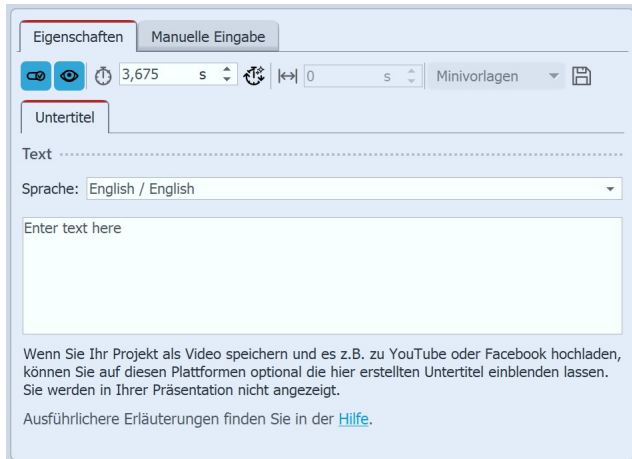 Eigenschaften Manuelle Eingabe
3,675 s 0 s Minivorlagen
Untertitel
Text
Sprache: English / English
Enter text here
Wenn Sie Ihr Projekt als Video speichern und es z.B. zu YouTube oder Facebook hochladen,
können Sie auf diesen Plattformen optional die hier erstellten Untertitel einblenden lassen.
Sie werden in Ihrer Präsentation nicht angezeigt.
Ausführlichere Erläuterungen finden Sie in der Hilfe.